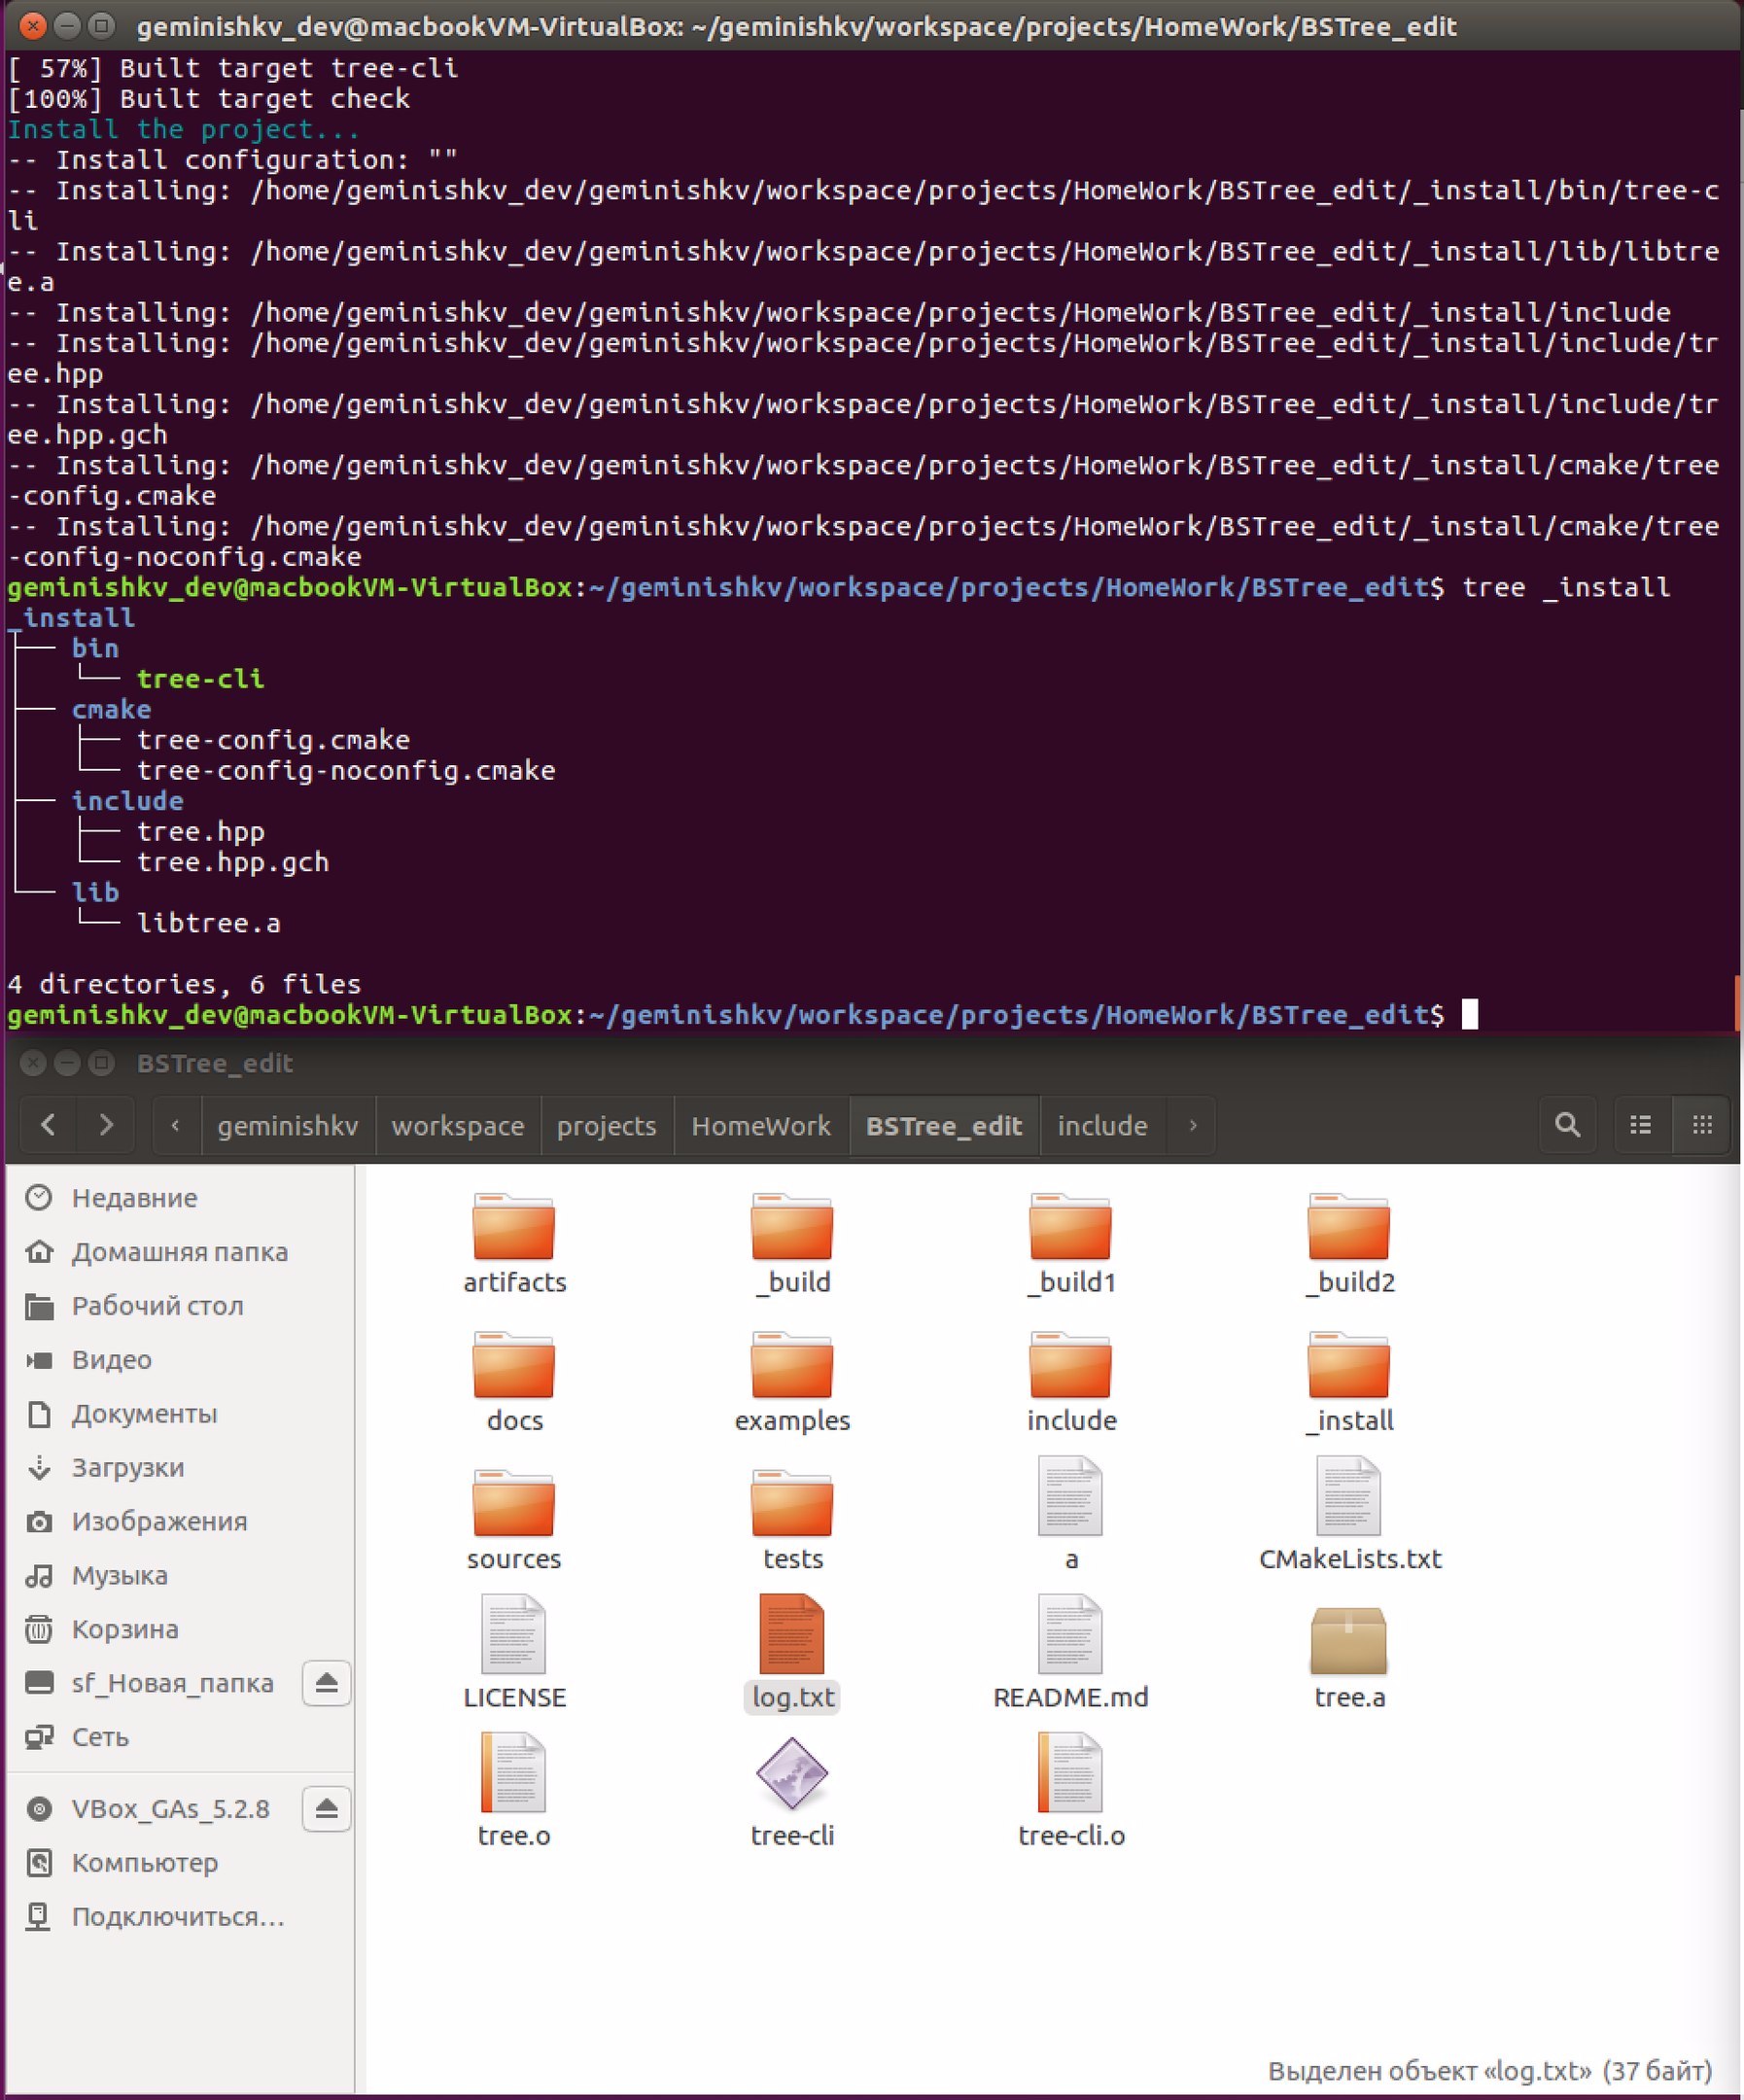 geminishkv_dev@macbookVM-VirtualBox: ~/geminishkv/workspace/projects/HomeWork/BSTree_edit
[ 57%] Built target tree-cli
[100%] Built target check
Install the project...
-- Install configuration: ""
-- Installing: /home/geminishkv_dev/geminishkv/workspace/projects/HomeWork/BSTree_edit/_install/bin/tree-c
li
-- Installing: /home/geminishkv_dev/geminishkv/workspace/projects/HomeWork/BSTree_edit/_install/lib/libtre
e.a
-- Installing: /home/geminishkv_dev/geminishkv/workspace/projects/HomeWork/BSTree_edit/_install/include
-- Installing: /home/geminishkv_dev/geminishkv/workspace/projects/HomeWork/BSTree_edit/_install/include/tr
ee.hpp
-- Installing: /home/geminishkv_dev/geminishkv/workspace/projects/HomeWork/BSTree_edit/_install/include/tr
ee.hpp.gch
-- Installing: /home/geminishkv_dev/geminishkv/workspace/projects/HomeWork/BSTree_edit/_install/cmake/tree
-config.cmake
-- Installing: /home/geminishkv_dev/geminishkv/workspace/projects/HomeWork/BSTree_edit/_install/cmake/tree
-config-noconfig.cmake
geminishkv_dev@macbookVM-VirtualBox:~/geminishkv/workspace/projects/HomeWork/BSTree_edit$ tree _install
_install
├── bin
│   └── tree-cli
├── cmake
│   ├── tree-config.cmake
│   └── tree-config-noconfig.cmake
├── include
│   ├── tree.hpp
│   └── tree.hpp.gch
└── lib
    └── libtree.a
4 directories, 6 files
geminishkv_dev@macbookVM-VirtualBox:~/geminishkv/workspace/projects/HomeWork/BSTree_edit$
BSTree_edit
geminishkv workspace projects HomeWork BSTree_edit include
Недавние
Домашняя папка
Рабочий стол
Видео
Документы
Загрузки
Изображения
Музыка
Корзина
sf_Новая_папка
Сеть
VBox_GAs_5.2.8
Компьютер
Подключиться…
artifacts _build _build1 _build2
docs examples include _install
sources tests a CMakeLists.txt
LICENSE log.txt README.md tree.a
tree.o tree-cli tree-cli.o
Выделен объект «log.txt» (37 байт)